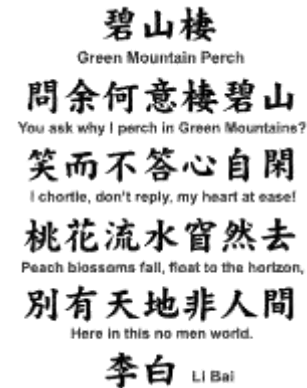 碧山棲
Green Mountain Perch
問余何意棲碧山
You ask why I perch in Green Mountains?
笑而不答心自閑
I chortle, don't reply, my heart at ease!
桃花流水窅然去
Peach blossoms fall, float to the horizon,
別有天地非人間
Here in this no men world.
李白 Li Bai